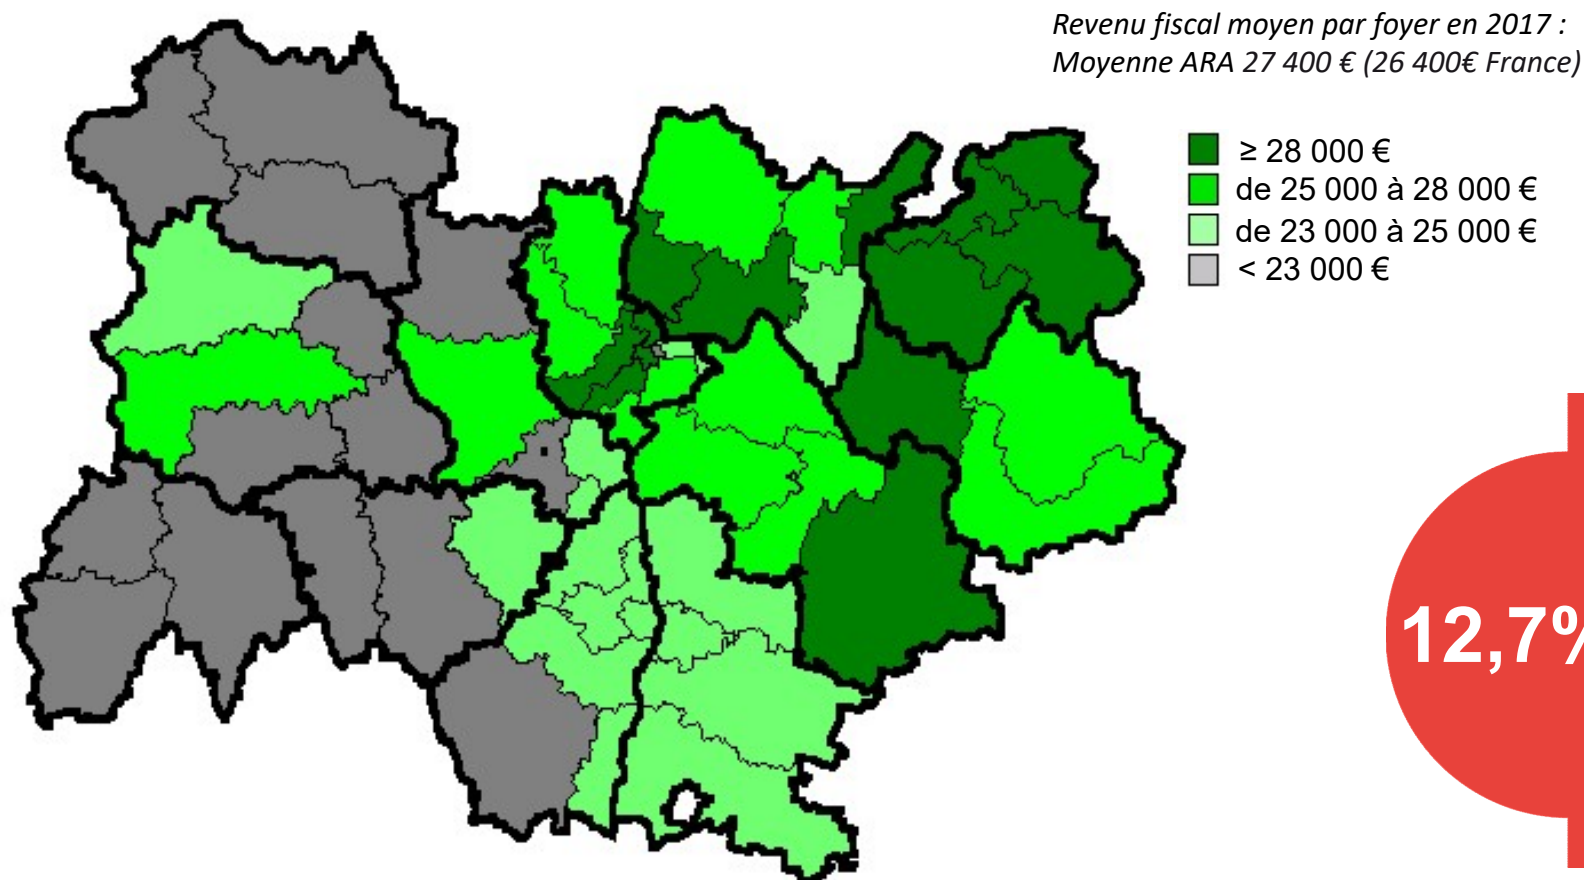 Revenu fiscal moyen par foyer en 2017 :
Moyenne ARA 27 400 € (26 400€ France)
≥ 28 000 €
de 25 000 à 28 000 €
de 23 000 à 25 000 €
< 23 000 €
12,7%